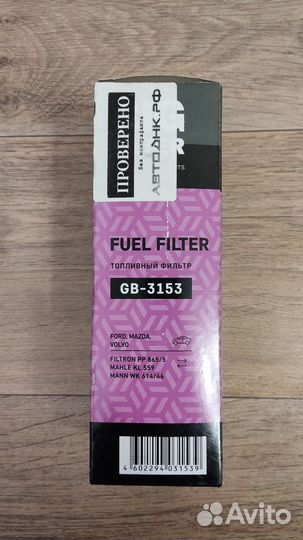 ПРОВЕРЕНО
Без контрафакта
АВТОДНК.РФ
FUEL FILTER
ТОПЛИВНЫЙ ФИЛЬТР
GB-3153
FORD, MAZDA,
VOLVO
FILTRON PP 865/5
MAHLE KL 559
MANN WK 614/46
4 602294 031539
Avito